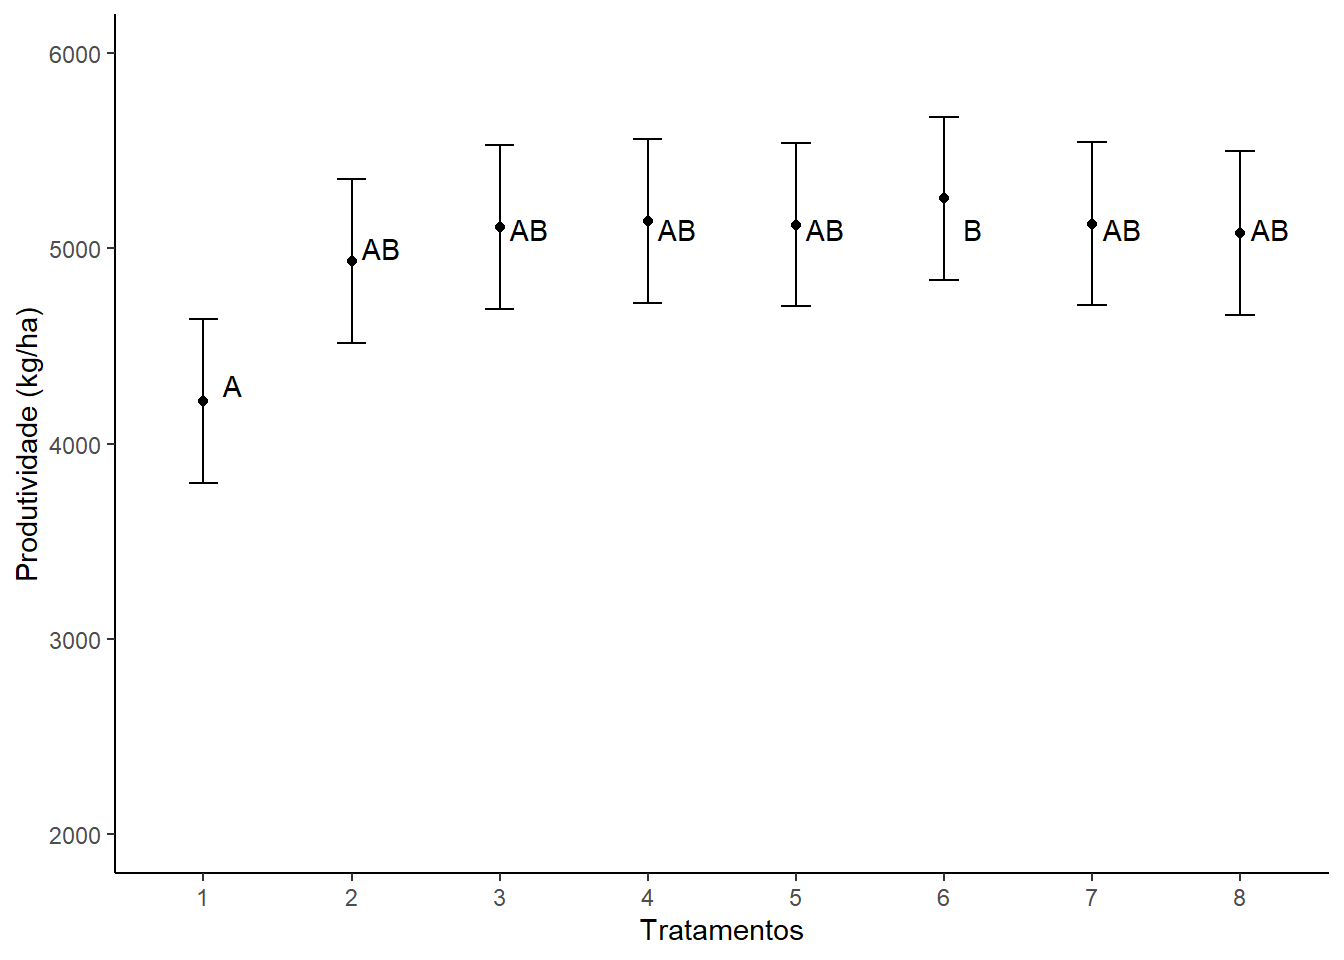 Produtividade (kg/ha)
6000
5000
4000
3000
2000
A
AB
AB
AB
AB
B
AB
AB
1 2 3 4 5 6 7 8
Tratamentos